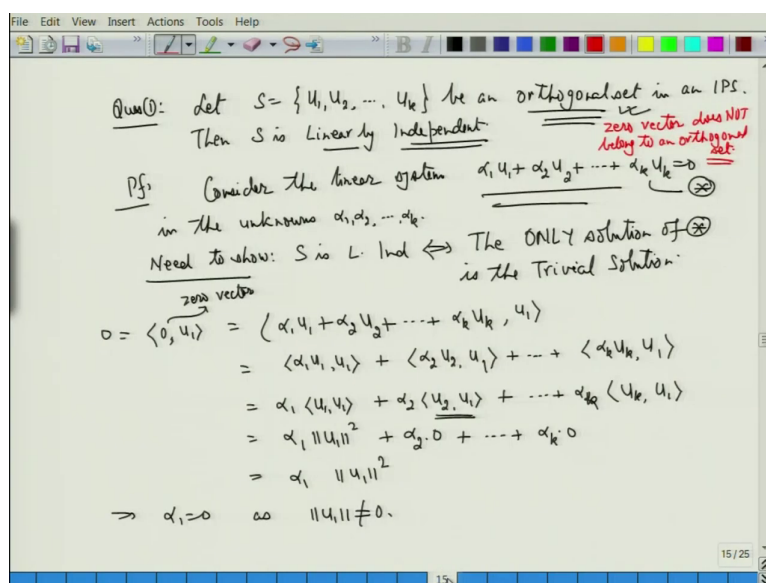 File Edit View Insert Actions Tools Help
Ques①: Let S = {u₁, u₂, ..., uₖ} be an orthogonal set in an IPS.
Then S is Linearly Independent
zero vector does NOT
belong to an orthogonal
set.
Pf: Consider the linear system α₁u₁ + α₂u₂ + ... + αₖuₖ = 0 ⊛
in the unknowns α₁, α₂, ..., αₖ.
Need to show: S is L. Ind ⇔ The ONLY solution of ⊛
is the Trivial Solution.
zero vector
0 = ⟨0, u₁⟩ = ⟨α₁u₁ + α₂u₂ + ... + αₖuₖ, u₁⟩
= ⟨α₁u₁, u₁⟩ + ⟨α₂u₂, u₁⟩ + ... + ⟨αₖuₖ, u₁⟩
= α₁⟨u₁, u₁⟩ + α₂⟨u₂, u₁⟩ + ... + αₖ⟨uₖ, u₁⟩
= α₁||u₁||² + α₂·0 + ... + αₖ·0
= α₁ ||u₁||²
⇒ α₁ = 0 as ||u₁|| ≠ 0.
15/25
15